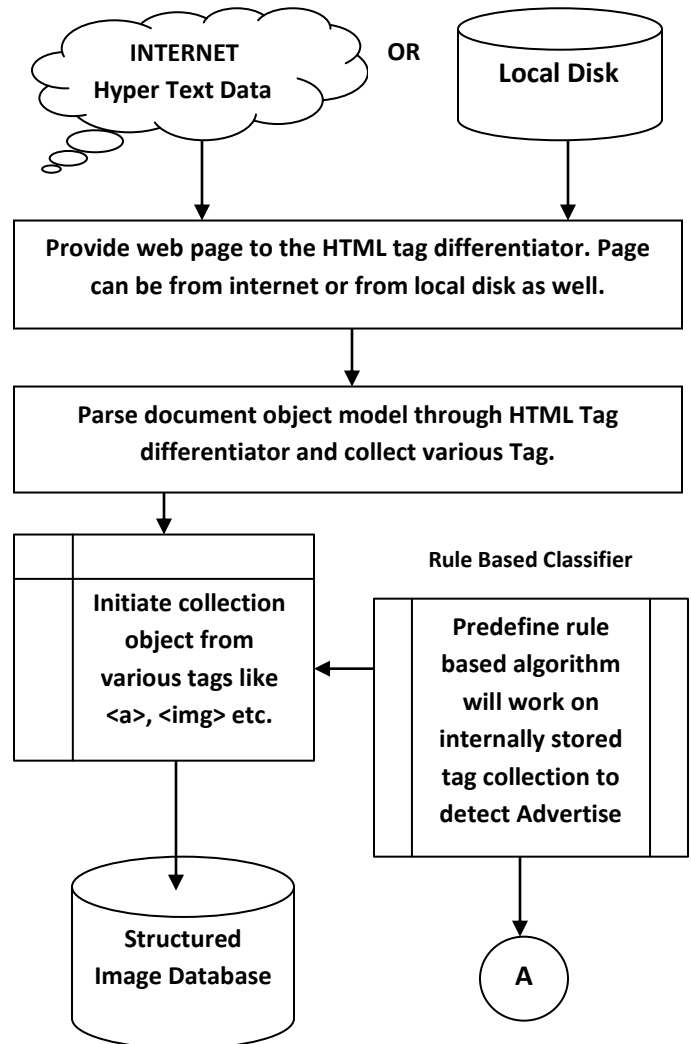 INTERNET
Hyper Text Data
OR
Local Disk
Provide web page to the HTML tag differentiator. Page
can be from internet or from local disk as well.
Parse document object model through HTML Tag
differentiator and collect various Tag.
Initiate collection
object from
various tags like
<a>, <img> etc.
Rule Based Classifier
Predefine rule
based algorithm
will work on
internally stored
tag collection to
detect Advertise
Structured
Image Database
A